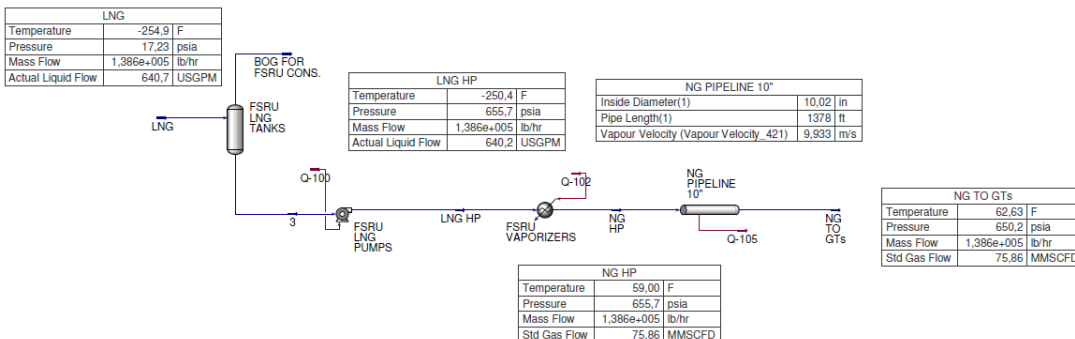 LNG
Temperature -254,9 F
Pressure 17,23 psia
Mass Flow 1,386e+005 lb/hr
Actual Liquid Flow 640,7 USGPM
BOG FOR
FSRU CONS.
LNG
FSRU
LNG
TANKS
LNG HP
Temperature -250,4 F
Pressure 655,7 psia
Mass Flow 1,386e+005 lb/hr
Actual Liquid Flow 640,2 USGPM
NG PIPELINE 10"
Inside Diameter(1) 10,02 in
Pipe Length(1) 1378 ft
Vapour Velocity (Vapour Velocity_421) 9,933 m/s
Q-100
3
FSRU
LNG
PUMPS
LNG HP
Q-102
FSRU
VAPORIZERS
NG
HP
NG
PIPELINE
10"
Q-105
NG
TO
GTs
NG TO GTs
Temperature 62,63 F
Pressure 650,2 psia
Mass Flow 1,386e+005 lb/hr
Std Gas Flow 75,86 MMSCFD
NG HP
Temperature 59,00 F
Pressure 655,7 psia
Mass Flow 1,386e+005 lb/hr
Std Gas Flow 75,86 MMSCFD